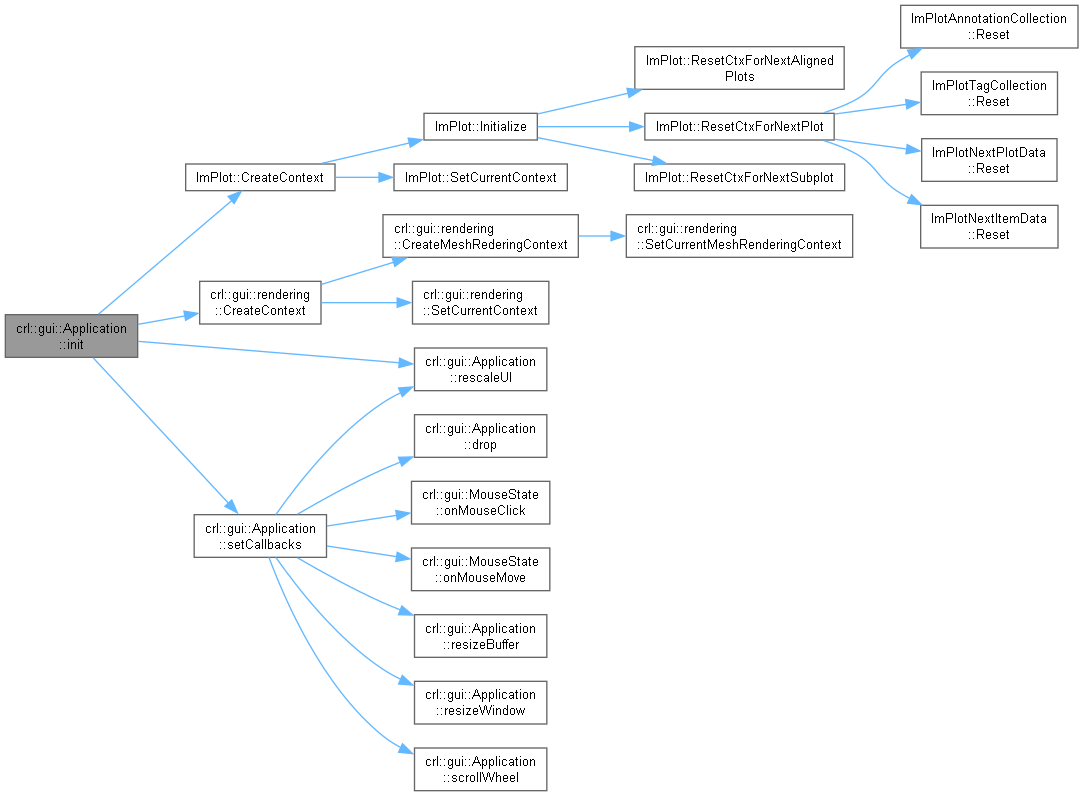 ImPlotAnnotationCollection
::Reset
ImPlot::ResetCtxForNextAligned
Plots
ImPlotTagCollection
::Reset
ImPlot::Initialize
ImPlot::ResetCtxForNextPlot
ImPlotNextPlotData
::Reset
ImPlot::CreateContext
ImPlot::SetCurrentContext
ImPlot::ResetCtxForNextSubplot
ImPlotNextItemData
::Reset
crl::gui::rendering
::CreateMeshRederingContext
crl::gui::rendering
::SetCurrentMeshRenderingContext
crl::gui::rendering
::CreateContext
crl::gui::rendering
::SetCurrentContext
crl::gui::Application
::init
crl::gui::Application
::rescaleUI
crl::gui::Application
::drop
crl::gui::MouseState
::onMouseClick
crl::gui::Application
::setCallbacks
crl::gui::MouseState
::onMouseMove
crl::gui::Application
::resizeBuffer
crl::gui::Application
::resizeWindow
crl::gui::Application
::scrollWheel